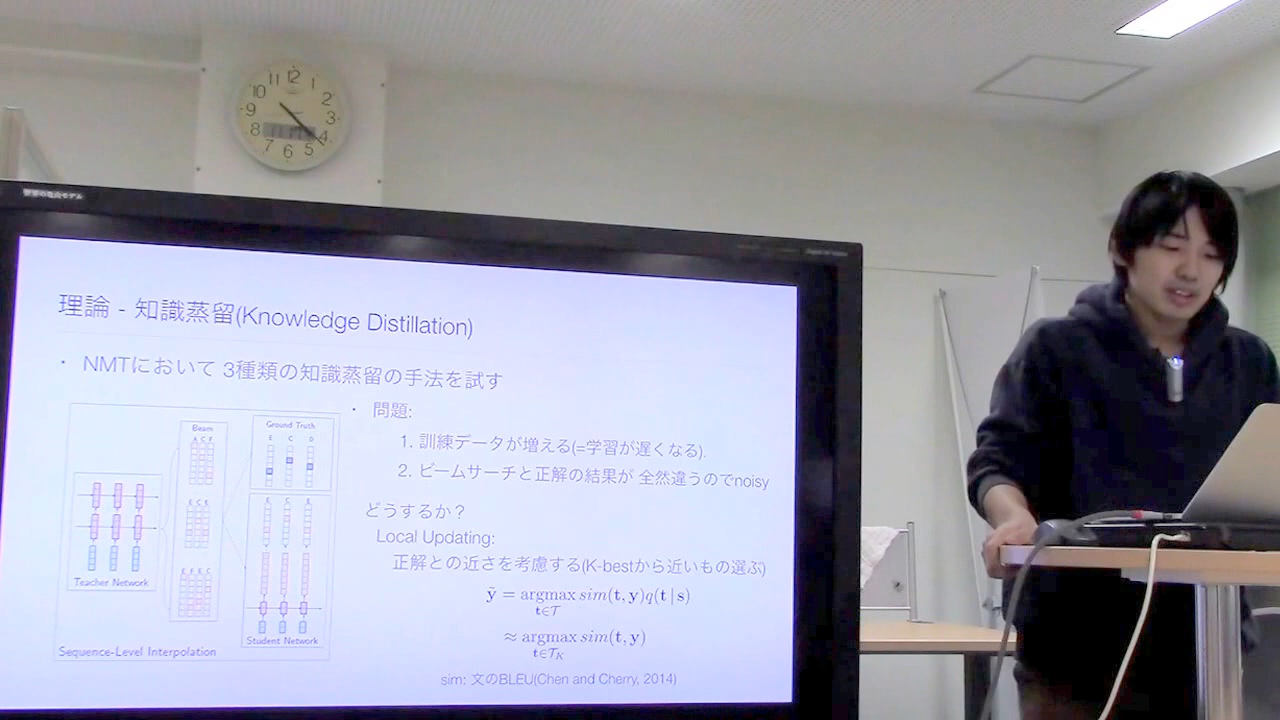 12
11 1
10 2
9 3
8 4
7 5
6
理論 - 知識蒸留(Knowledge Distillation)
・ NMTにおいて 3種類の知識蒸留の手法を試す
Beam
A C F
E C E
E F E C
Ground Truth
E C D
E C E
Teacher Network
Student Network
Sequence-Level Interpolation
・ 問題:
1. 訓練データが増える(=学習が遅くなる).
2. ビームサーチと正解の結果が 全然違うのでnoisy
どうするか？
Local Updating:
正解との近さを考慮する(K-bestから近いもの選ぶ)
ỹ = argmax sim(t, y)q(t | s)
t∈𝒯
≈ argmax sim(t, y)
t∈𝒯_K
sim: 文のBLEU(Chen and Cherry, 2014)